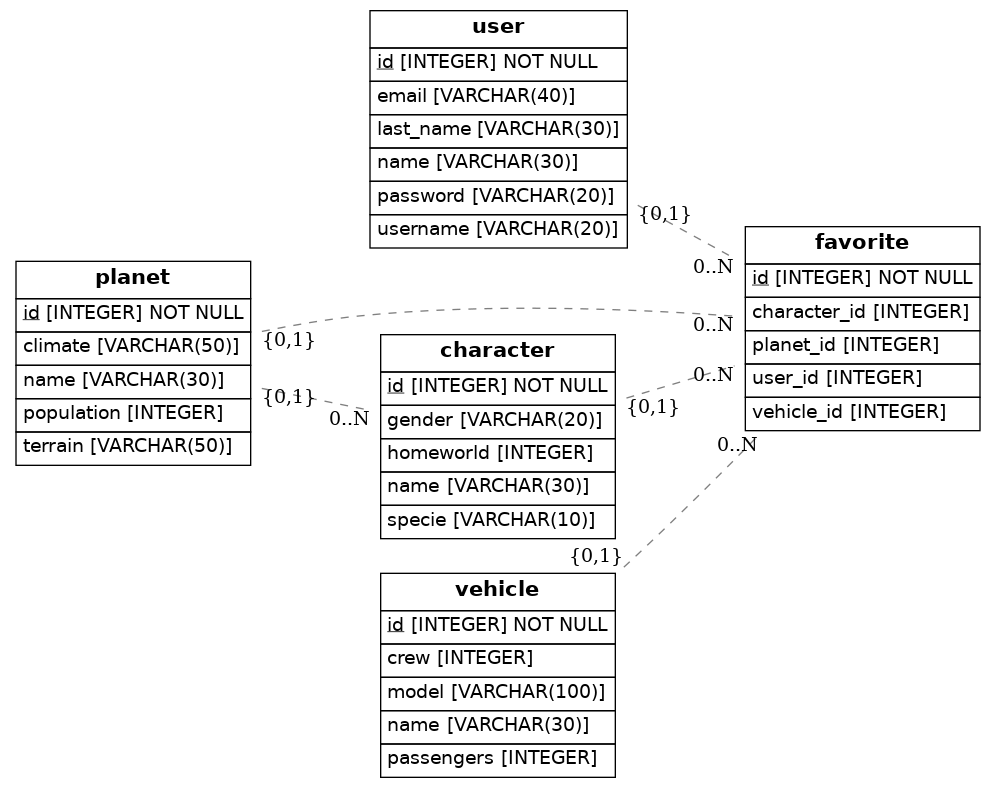 user
id [INTEGER] NOT NULL
email [VARCHAR(40)]
last_name [VARCHAR(30)]
name [VARCHAR(30)]
password [VARCHAR(20)]
username [VARCHAR(20)]
{0,1}
0..N
favorite
id [INTEGER] NOT NULL
character_id [INTEGER]
planet_id [INTEGER]
user_id [INTEGER]
vehicle_id [INTEGER]
planet
id [INTEGER] NOT NULL
climate [VARCHAR(50)]
name [VARCHAR(30)]
population [INTEGER]
terrain [VARCHAR(50)]
{0,1}
0..N
{0,1}
0..N
character
id [INTEGER] NOT NULL
gender [VARCHAR(20)]
homeworld [INTEGER]
name [VARCHAR(30)]
specie [VARCHAR(10)]
{0,1}
0..N
0..N
{0,1}
vehicle
id [INTEGER] NOT NULL
crew [INTEGER]
model [VARCHAR(100)]
name [VARCHAR(30)]
passengers [INTEGER]